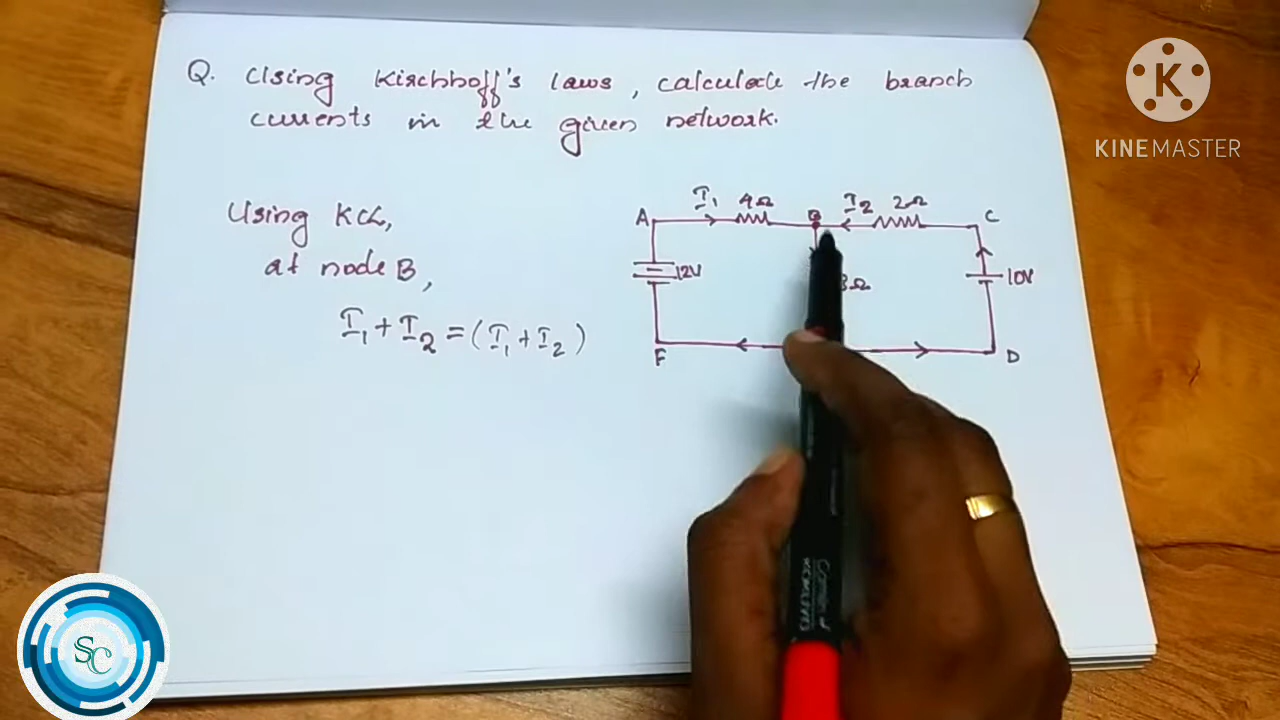 Q. Using Kirchhoff's laws, calculate the branch
currents in the given network.
K
KINEMASTER
Using KCL,
at node B,
I₁ + I₂ = (I₁ + I₂)
I₁ 4Ω B I₂ 2Ω
A C
12V 3Ω 10V
F D
SC